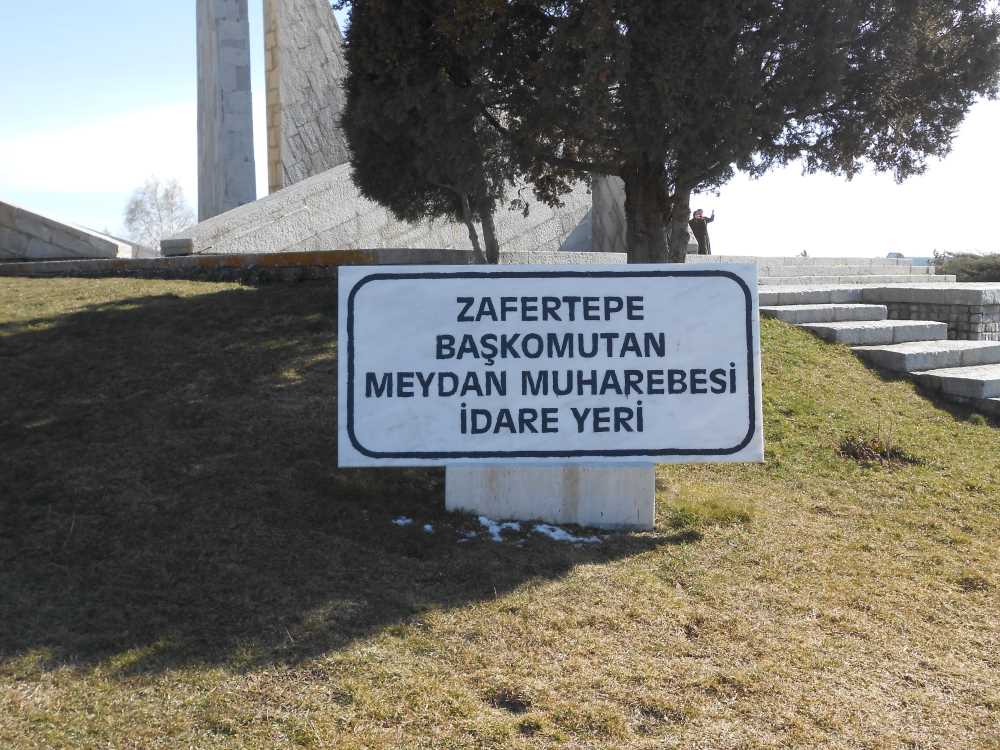 ZAFERTEPE
BAŞKOMUTAN
MEYDAN MUHAREBESİ
İDARE YERİ